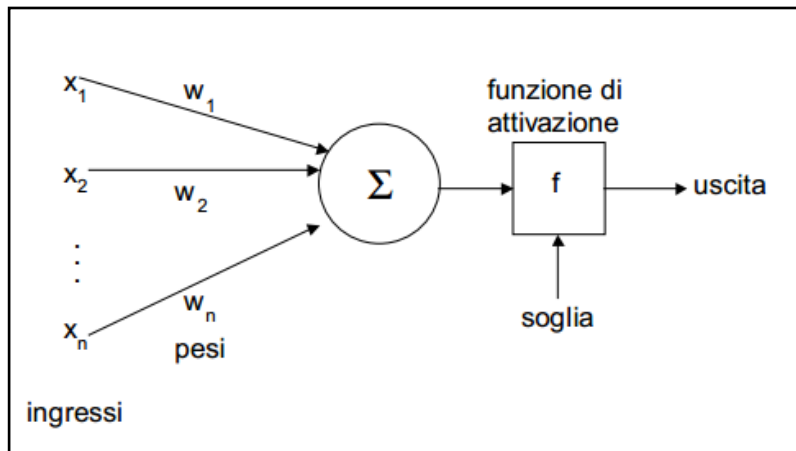 x1
w1
funzione di
attivazione
x2
w2
Σ
f
uscita
⋮
wn
xn
pesi
soglia
ingressi